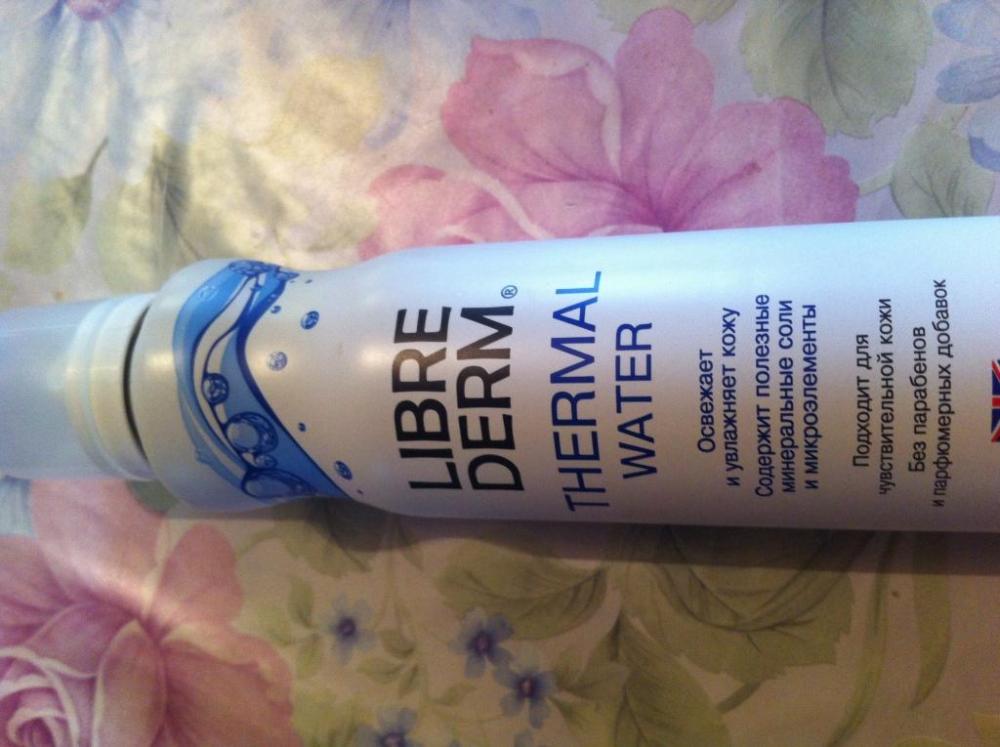 LIBRE
DERM®
THERMAL
WATER
Освежает
и увлажняет кожу
Содержит полезные
минеральные соли
и микроэлементы
Подходит для
чувствительной кожи
Без парабенов
и парфюмерных добавок